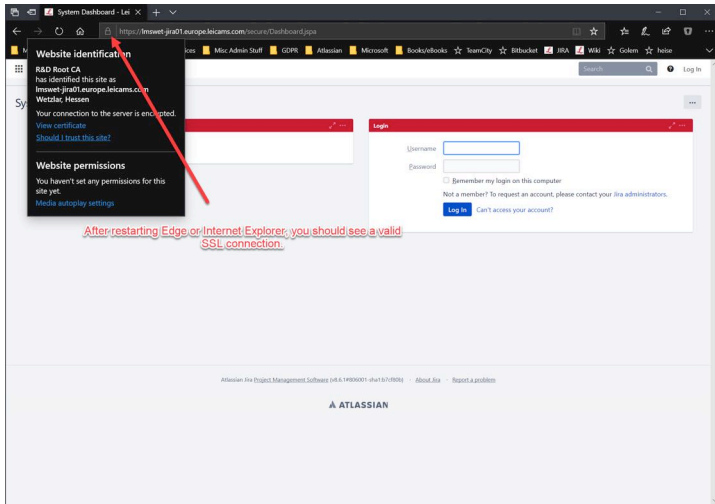 System Dashboard - Lei
https://lmswet-jira01.europe.leicams.com/secure/Dashboard.jspa
Misc Admin Stuff GDPR Atlassian Microsoft Books/eBooks TeamCity Bitbucket JIRA Wiki Golem heise
Search Log In
Website identification
R&D Root CA
has identified this site as
lmswet-jira01.europe.leicams.com
Wetzlar, Hessen
Your connection to the server is encrypted.
View certificate
Should I trust this site?
Website permissions
You haven't set any permissions for this
site yet.
Media autoplay settings
Sy
Login
Username
Password
Remember my login on this computer
Not a member? To request an account, please contact your Jira administrators.
Log In Can't access your account?
After restarting Edge or Internet Explorer, you should see a valid
SSL connection.
Atlassian Jira Project Management Software About Jira Report a problem
ATLASSIAN